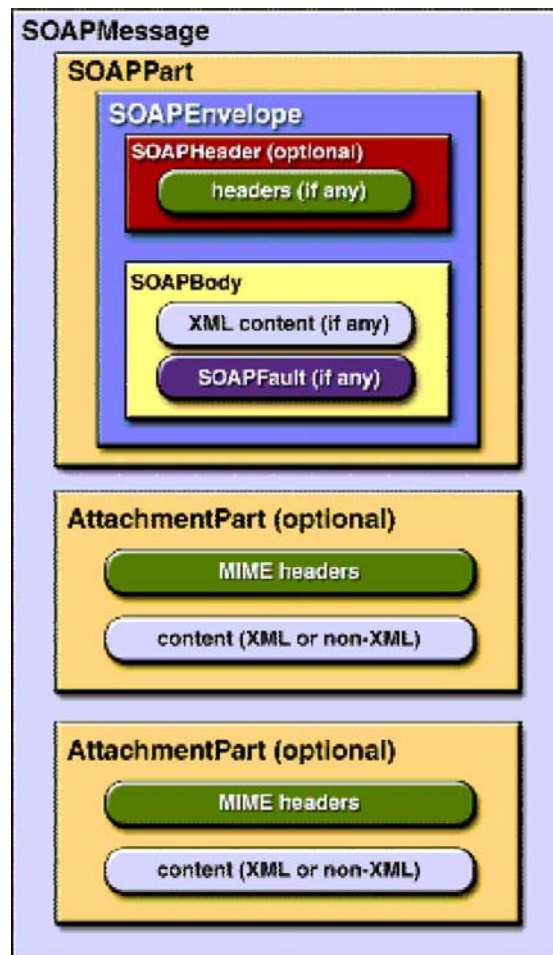 SOAPMessage
SOAPPart
SOAPEnvelope
SOAPHeader (optional)
headers (if any)
SOAPBody
XML content (if any)
SOAPFault (if any)
AttachmentPart (optional)
MIME headers
content (XML or non-XML)
AttachmentPart (optional)
MIME headers
content (XML or non-XML)